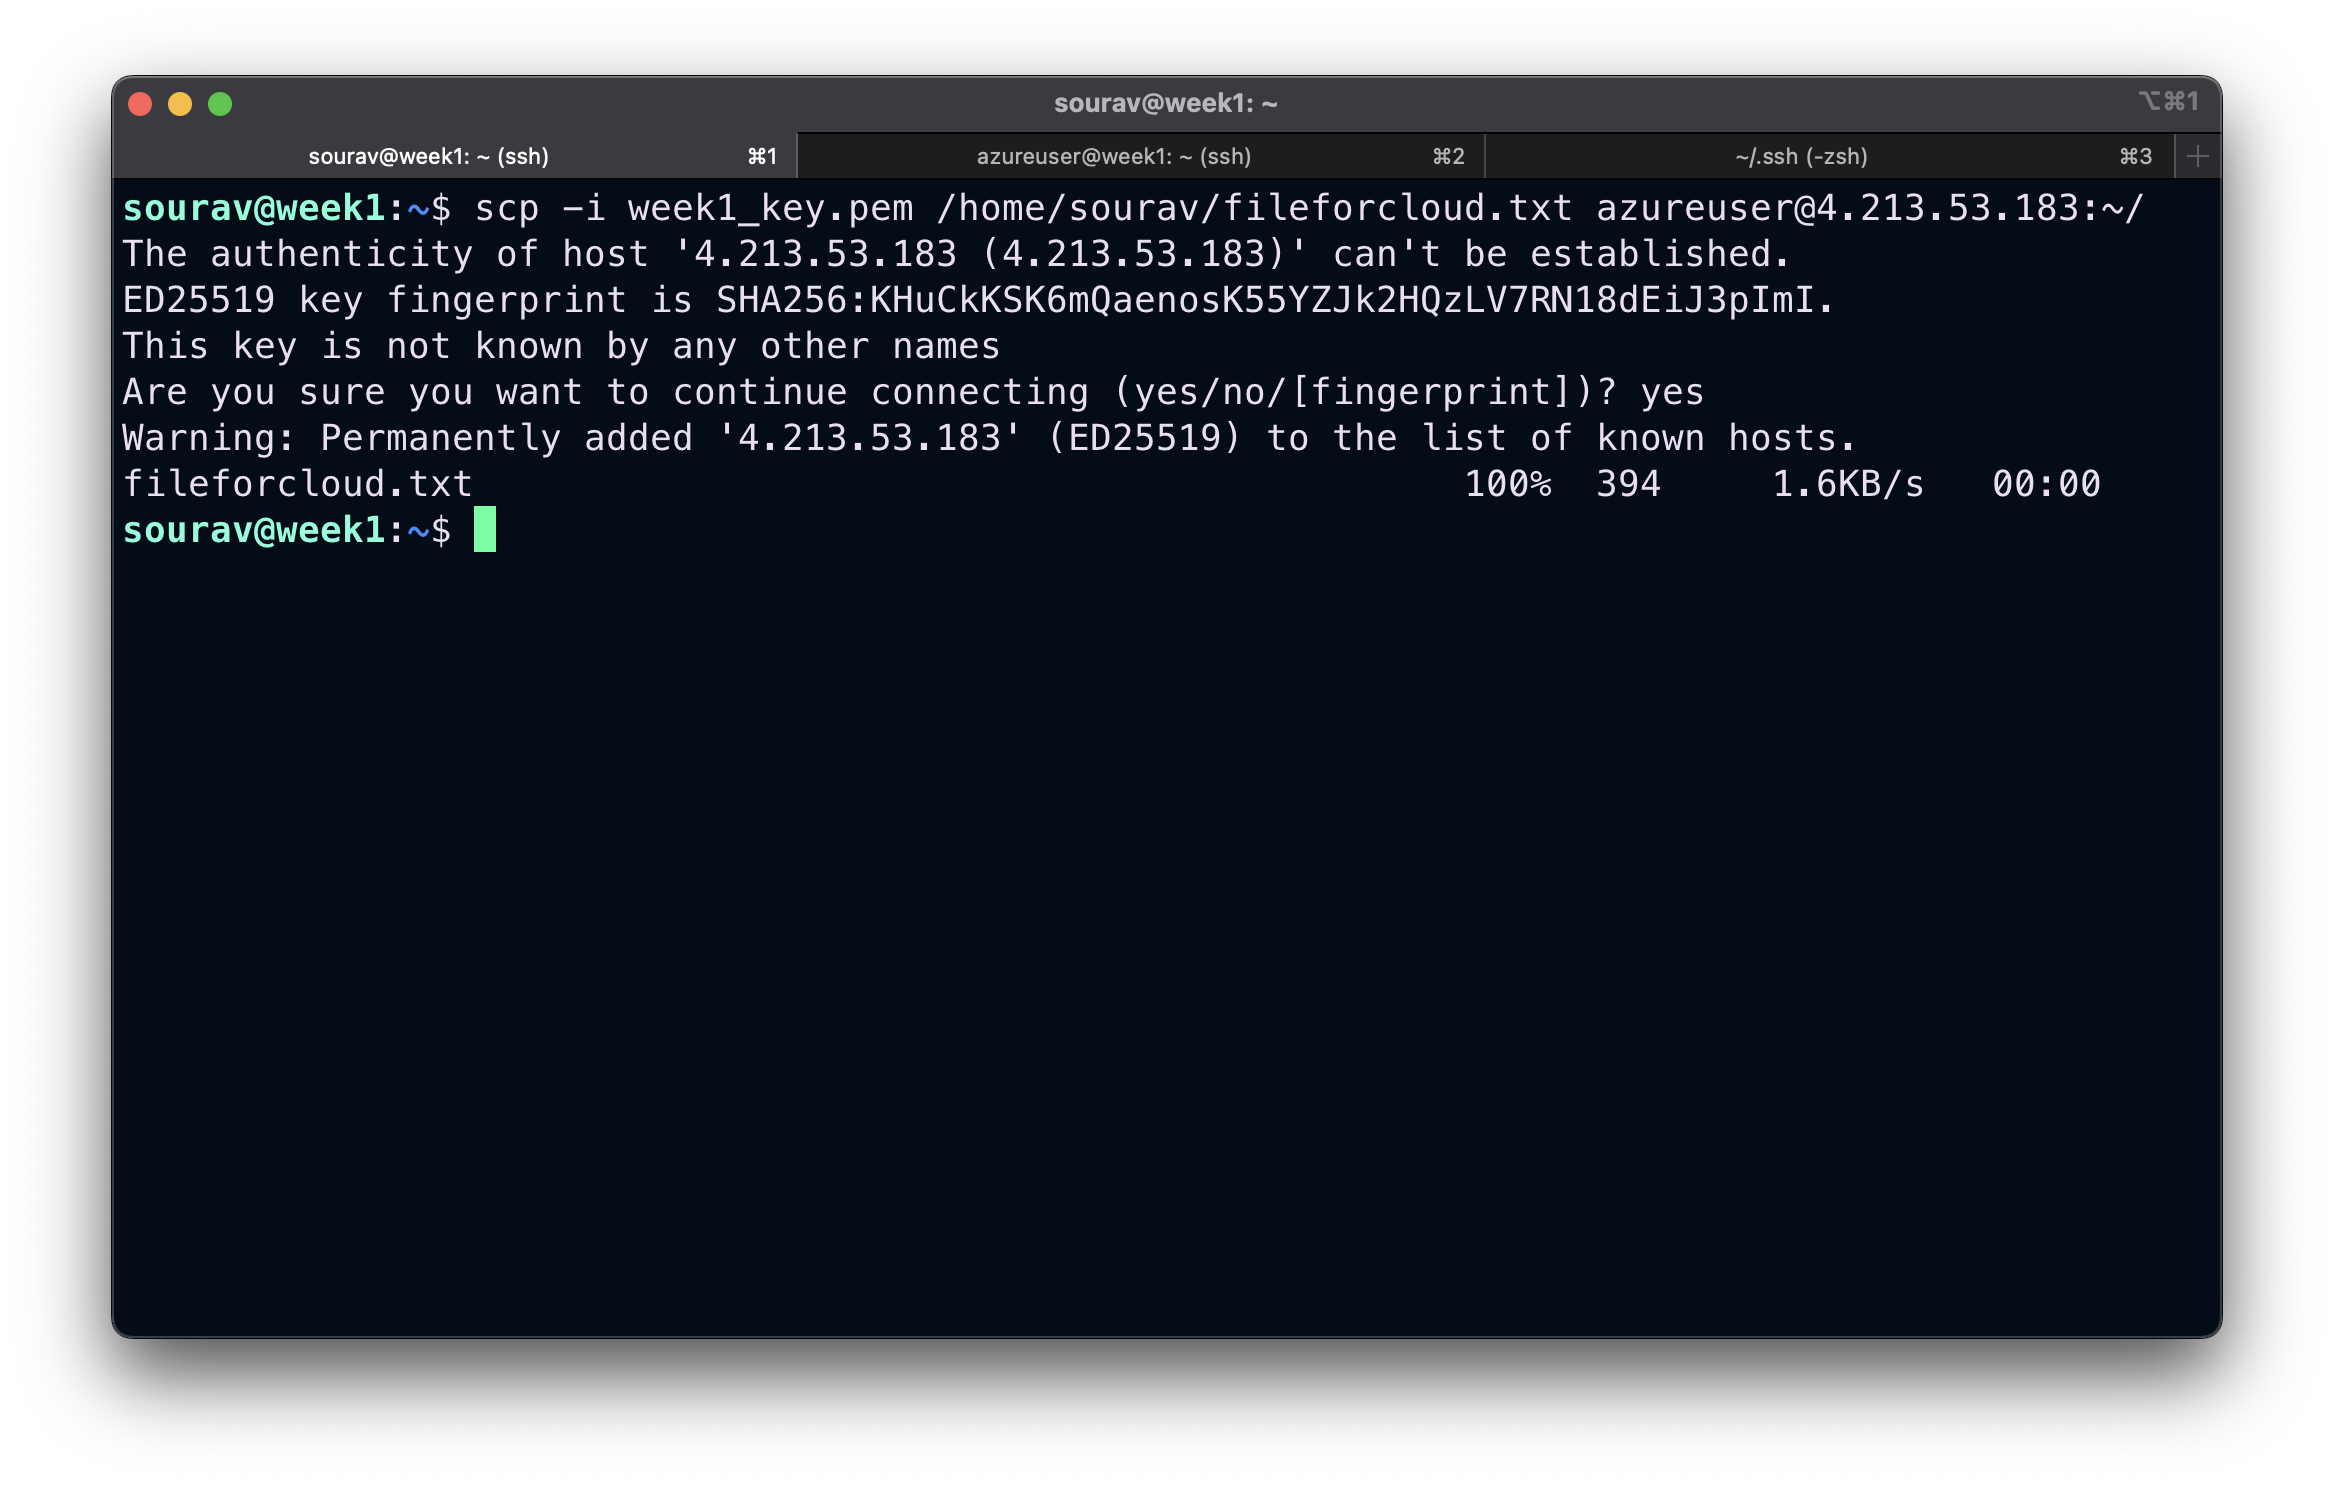 sourav@week1: ~
⌥⌘1
sourav@week1: ~ (ssh) ⌘1
azureuser@week1: ~ (ssh) ⌘2
~/.ssh (-zsh) ⌘3
sourav@week1:~$ scp -i week1_key.pem /home/sourav/fileforcloud.txt azureuser@4.213.53.183:~/
The authenticity of host '4.213.53.183 (4.213.53.183)' can't be established.
ED25519 key fingerprint is SHA256:KHuCkKSK6mQaenosK55YZJk2HQzLV7RN18dEiJ3pImI.
This key is not known by any other names
Are you sure you want to continue connecting (yes/no/[fingerprint])? yes
Warning: Permanently added '4.213.53.183' (ED25519) to the list of known hosts.
fileforcloud.txt 100% 394 1.6KB/s 00:00
sourav@week1:~$